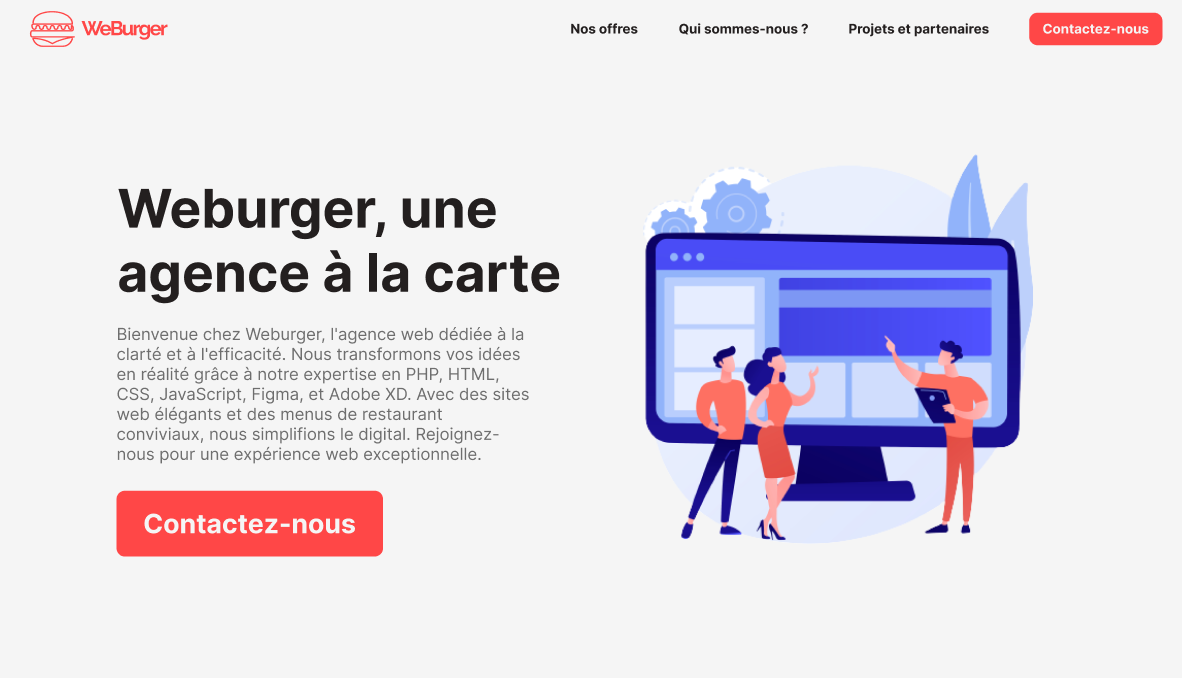 WeBurger
Nos offres
Qui sommes-nous ?
Projets et partenaires
Contactez-nous
Weburger, une
agence à la carte
Bienvenue chez Weburger, l'agence web dédiée à la
clarté et à l'efficacité. Nous transformons vos idées
en réalité grâce à notre expertise en PHP, HTML,
CSS, JavaScript, Figma, et Adobe XD. Avec des sites
web élégants et des menus de restaurant
conviviaux, nous simplifions le digital. Rejoignez-
nous pour une expérience web exceptionnelle.
Contactez-nous